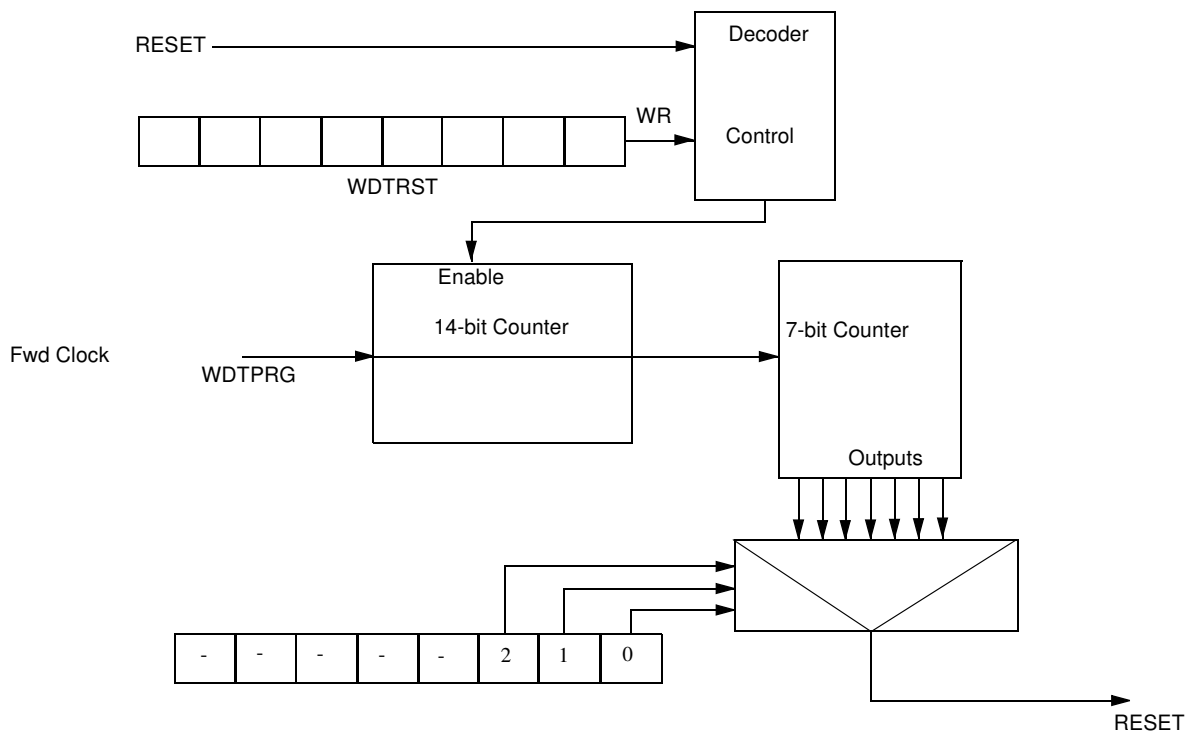 Decoder
RESET
WR
Control
WDTRST
Enable
14-bit Counter
7-bit Counter
Fwd Clock
WDTPRG
Outputs
- - - - - 2 1 0
RESET